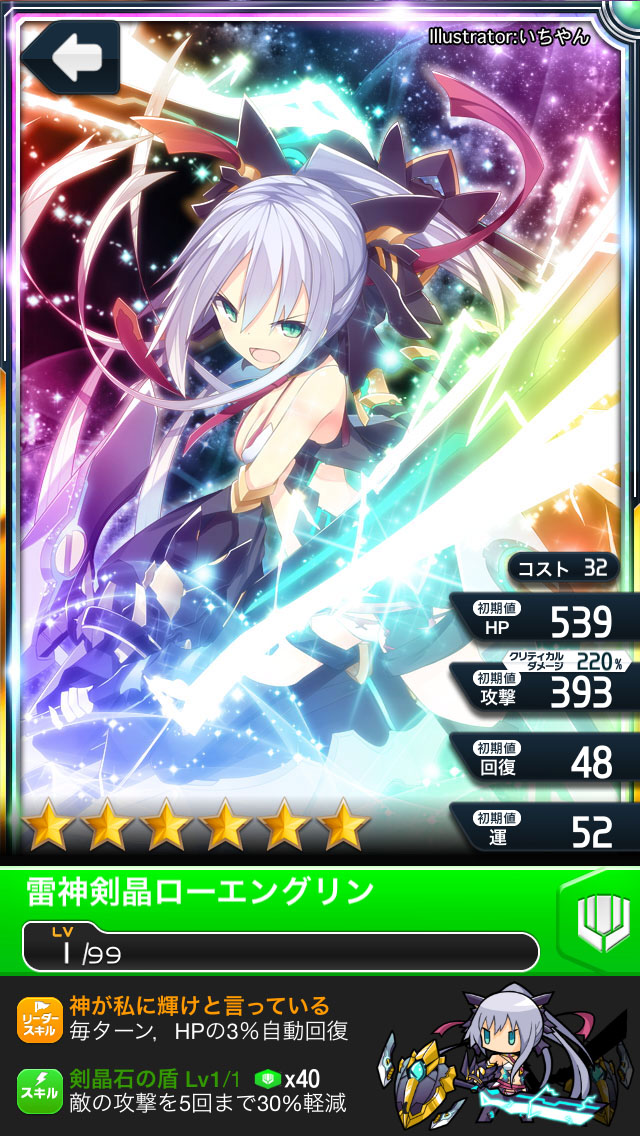 Illustrator:いちやん
コスト 32
初期値
HP 539
クリティカル
ダメージ 220%
初期値
攻撃 393
初期値
回復 48
初期値
運 52
雷神剣晶ローエングリン
LV
1/99
リーダー
スキル
神が私に輝けと言っている
毎ターン，HPの3%自動回復
スキル
剣晶石の盾 Lv1/1 x40
敵の攻撃を5回まで30%軽減